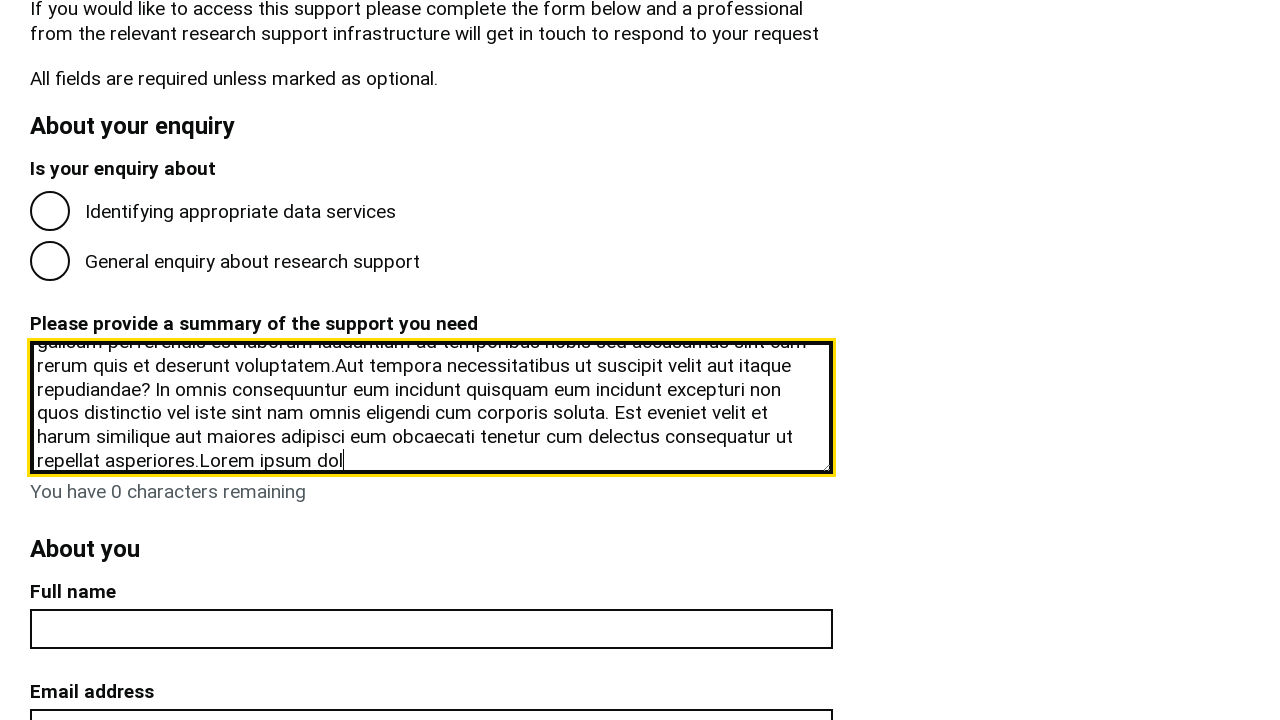 If you would like to access this support please complete the form below and a professional
from the relevant research support infrastructure will get in touch to respond to your request
All fields are required unless marked as optional.
About your enquiry
Is your enquiry about
Identifying appropriate data services
General enquiry about research support
Please provide a summary of the support you need
rerum quis et deserunt voluptatem.Aut tempora necessitatibus ut suscipit velit aut itaque
repudiandae? In omnis consequuntur eum incidunt quisquam eum incidunt excepturi non
quos distinctio vel iste sint nam omnis eligendi cum corporis soluta. Est eveniet velit et
harum similique aut maiores adipisci eum obcaecati tenetur cum delectus consequatur ut
repellat asperiores.Lorem ipsum dol
You have 0 characters remaining
About you
Full name
Email address